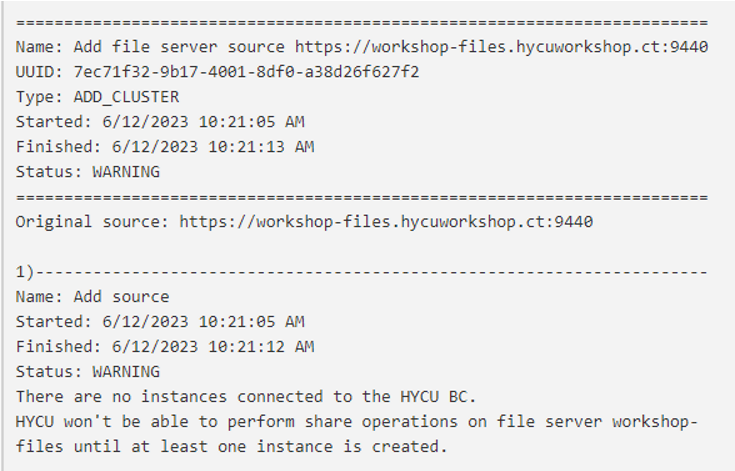 ========================================================================
Name: Add file server source https://workshop-files.hycuworkshop.ct:9440
UUID: 7ec71f32-9b17-4001-8df0-a38d26f627f2
Type: ADD_CLUSTER
Started: 6/12/2023 10:21:05 AM
Finished: 6/12/2023 10:21:13 AM
Status: WARNING
========================================================================
Original source: https://workshop-files.hycuworkshop.ct:9440
1)----------------------------------------------------------------------
Name: Add source
Started: 6/12/2023 10:21:05 AM
Finished: 6/12/2023 10:21:12 AM
Status: WARNING
There are no instances connected to the HYCU BC.
HYCU won't be able to perform share operations on file server workshop-
files until at least one instance is created.